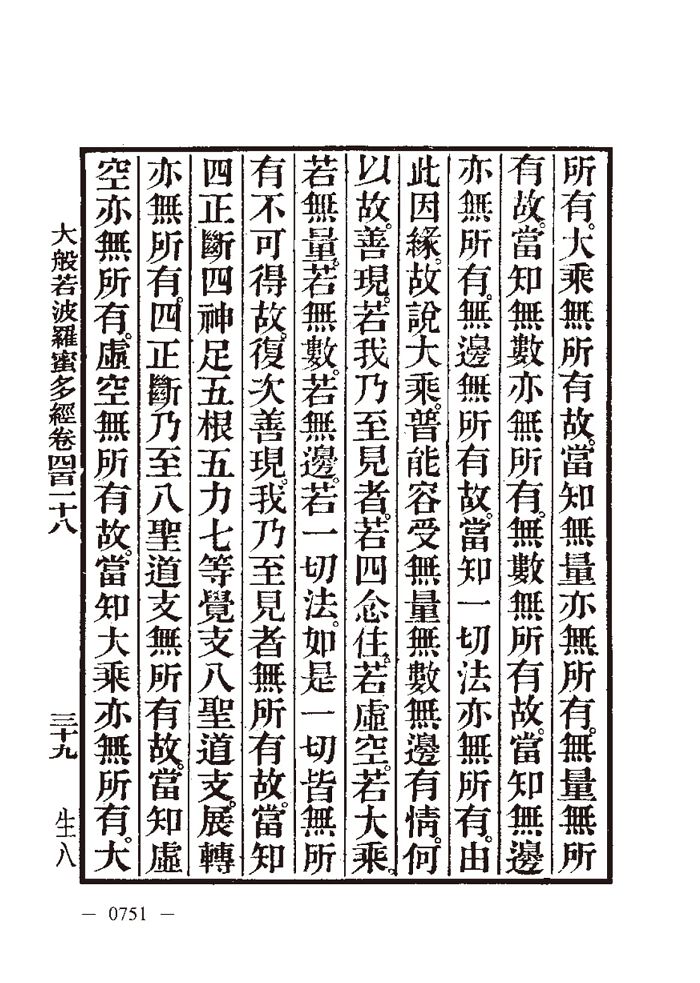 所有。大乘無所有故。當知無量亦無所有。無量無所
有故。當知無數亦無所有。無數無所有故。當知無邊
亦無所有。無邊無所有故。當知一切法亦無所有。由
此因緣。故說大乘。普能容受無量無數無邊有情。何
以故。善現。若我乃至見者。若四念住。若虛空。若大乘。
若無量。若無數。若無邊。若一切法。如是一切皆無所
有不可得故。復次善現。我乃至見者無所有故。當知
四正斷四神足五根五力七等覺支八聖道支。展轉
亦無所有。四正斷乃至八聖道支無所有故。當知虛
空亦無所有。虛空無所有故。當知大乘亦無所有。大
大般若波羅蜜多經卷四百一十八
三十九
生八
— 0751 —